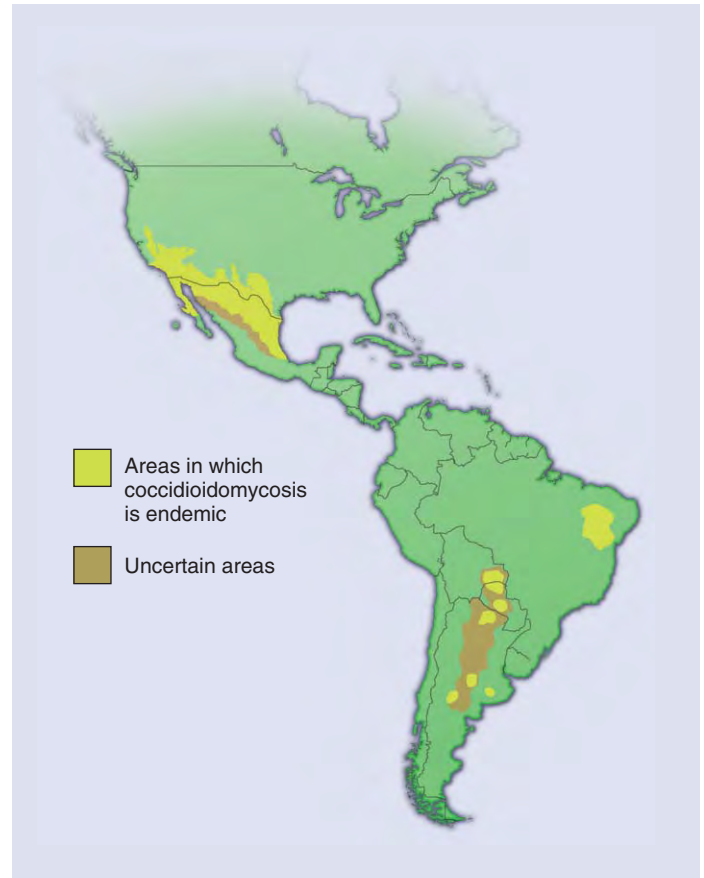 Areas in which
coccidioidomycosis
is endemic
Uncertain areas